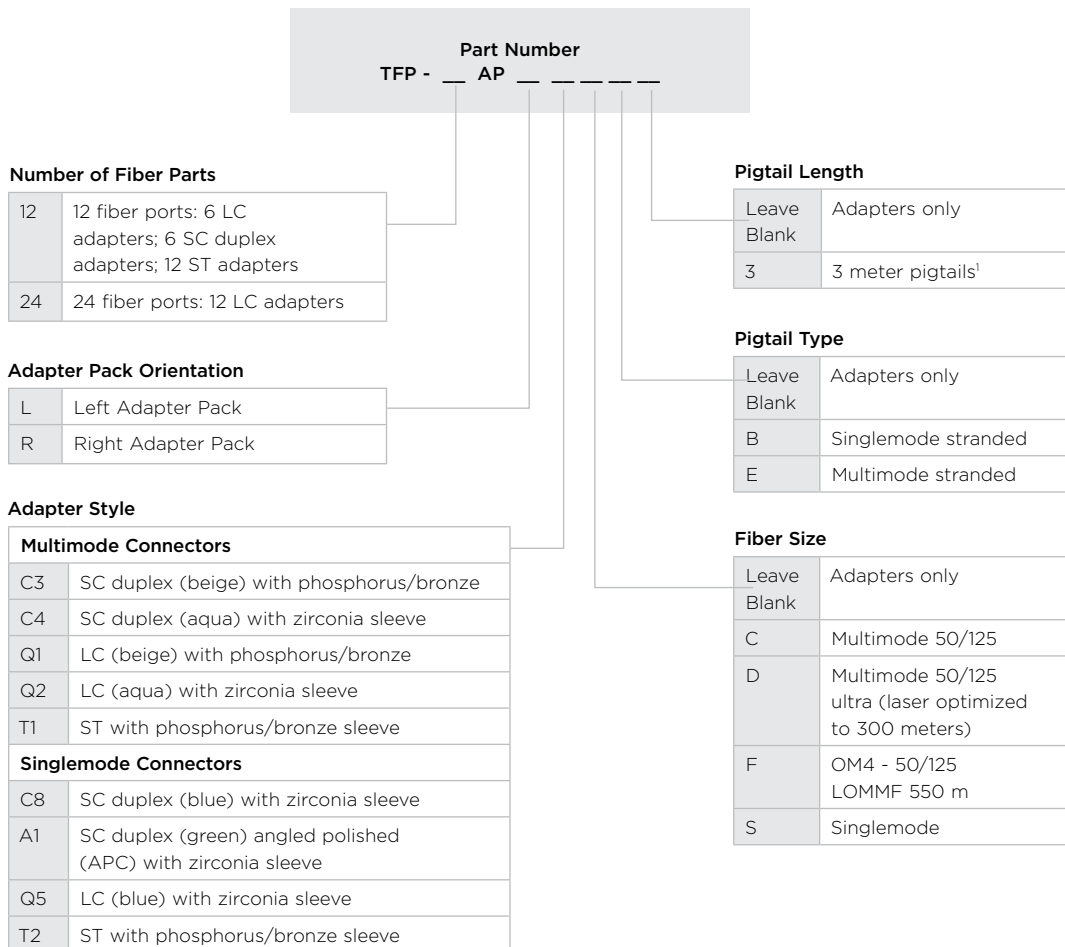 Part Number
TFP - __ AP __ __ __ __ __
Number of Fiber Parts
12 12 fiber ports: 6 LC
adapters; 6 SC duplex
adapters; 12 ST adapters
24 24 fiber ports: 12 LC adapters
Adapter Pack Orientation
L Left Adapter Pack
R Right Adapter Pack
Adapter Style
Multimode Connectors
C3 SC duplex (beige) with phosphorus/bronze
C4 SC duplex (aqua) with zirconia sleeve
Q1 LC (beige) with phosphorus/bronze
Q2 LC (aqua) with zirconia sleeve
T1 ST with phosphorus/bronze sleeve
Singlemode Connectors
C8 SC duplex (blue) with zirconia sleeve
A1 SC duplex (green) angled polished
(APC) with zirconia sleeve
Q5 LC (blue) with zirconia sleeve
T2 ST with phosphorus/bronze sleeve
Pigtail Length
Leave Adapters only
Blank
3 3 meter pigtails¹
Pigtail Type
Leave Adapters only
Blank
B Singlemode stranded
E Multimode stranded
Fiber Size
Leave Adapters only
Blank
C Multimode 50/125
D Multimode 50/125
ultra (laser optimized
to 300 meters)
F OM4 - 50/125
LOMMF 550 m
S Singlemode